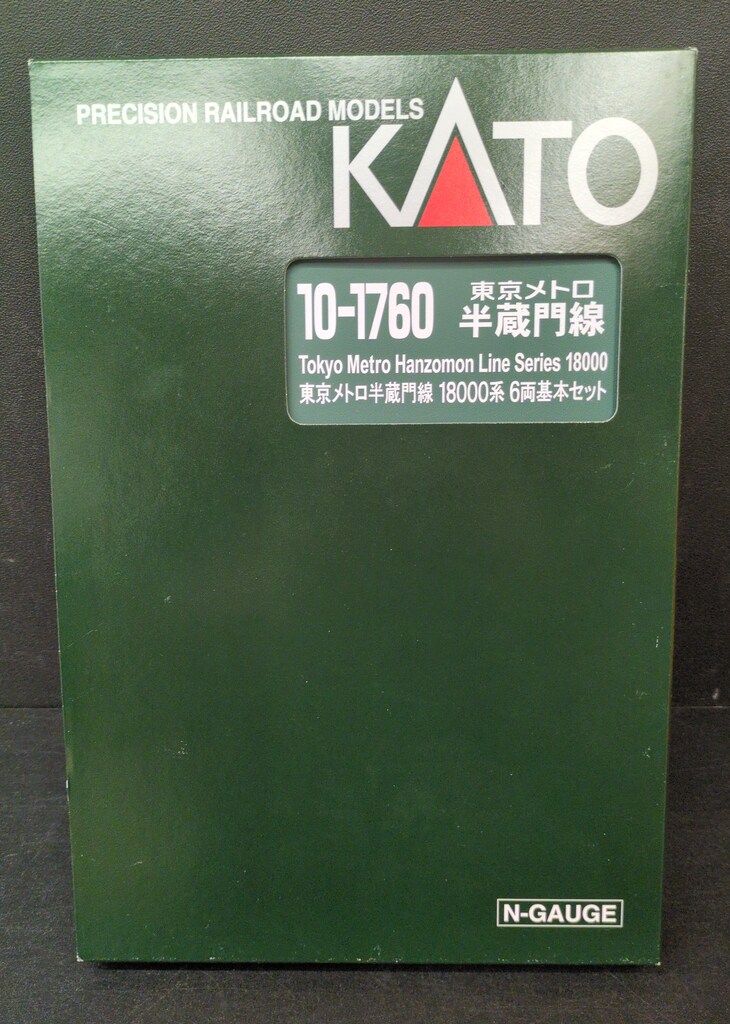 PRECISION RAILROAD MODELS
KATO
10-1760
東京メトロ
半蔵門線
Tokyo Metro Hanzomon Line Series 18000
東京メトロ半蔵門線 18000系 6両基本セット
N-GAUGE